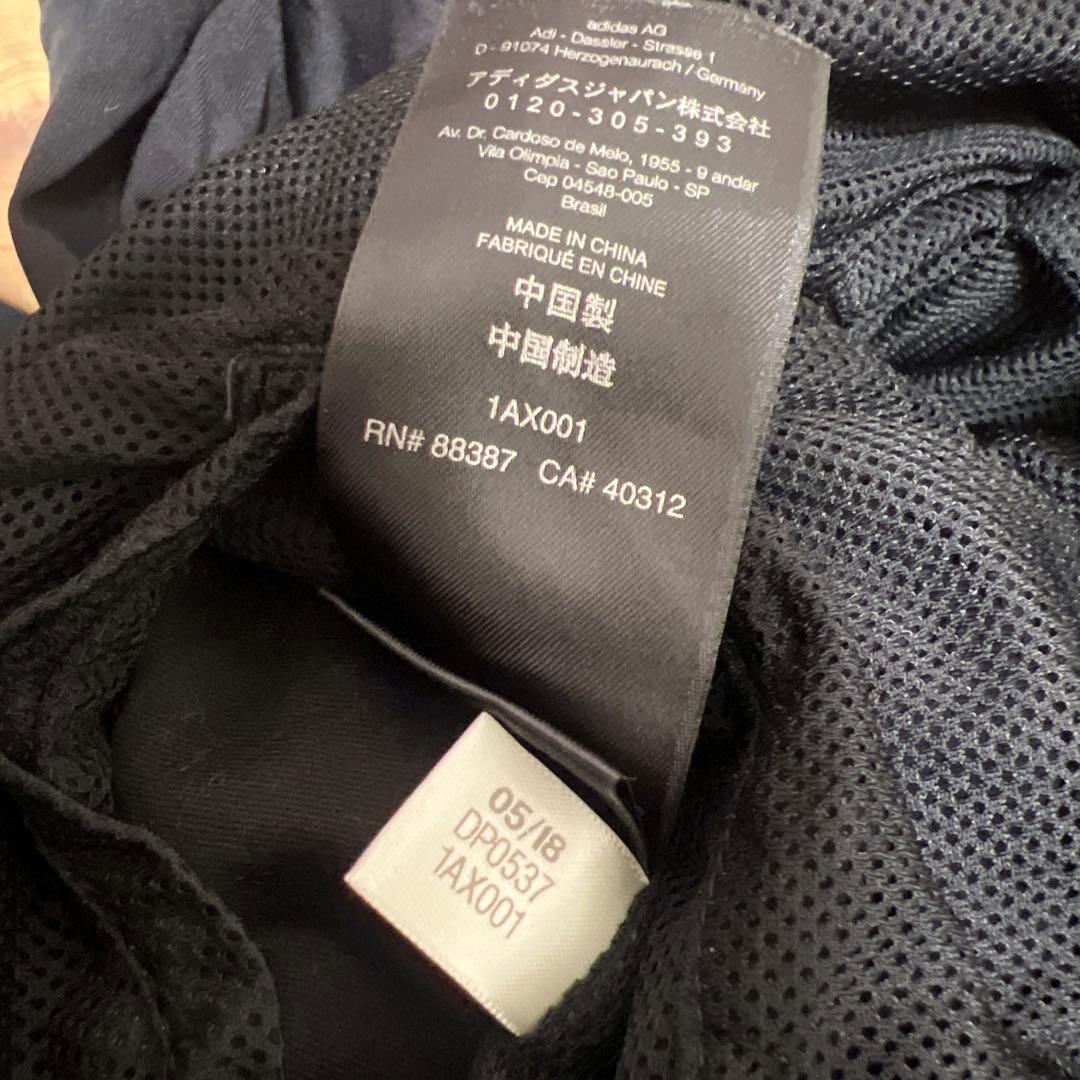 adidas AG
Adi - Dassler - Strasse 1
D - 91074 Herzogenaurach / Germany
アディダスジャパン株式会社
0120-305-393
Av. Dr. Cardoso de Melo, 1955 - 9 andar
Vila Olimpia - Sao Paulo - SP
Cep 04548-005
Brasil
MADE IN CHINA
FABRIQUÉ EN CHINE
中国製
中国制造
1AX001
RN# 88387 CA# 40312
05/18
DP0537
1AX001